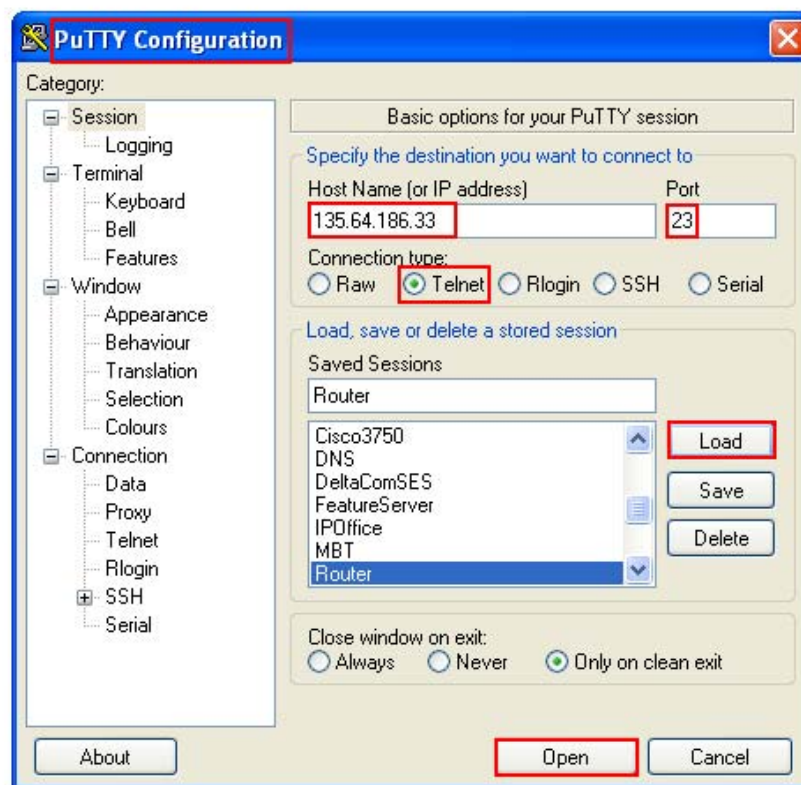 PuTTY Configuration
Category:
Session
Logging
Terminal
Keyboard
Bell
Features
Window
Appearance
Behaviour
Translation
Selection
Colours
Connection
Data
Proxy
Telnet
Rlogin
SSH
Serial
Basic options for your PuTTY session
Specify the destination you want to connect to
Host Name (or IP address) Port
135.64.186.33 23
Connection type:
Raw Telnet Rlogin SSH Serial
Load, save or delete a stored session
Saved Sessions
Router
Cisco3750
DNS
DeltaComSES
FeatureServer
IPOffice
MBT
Router
Load
Save
Delete
Close window on exit:
Always Never Only on clean exit
About Open Cancel